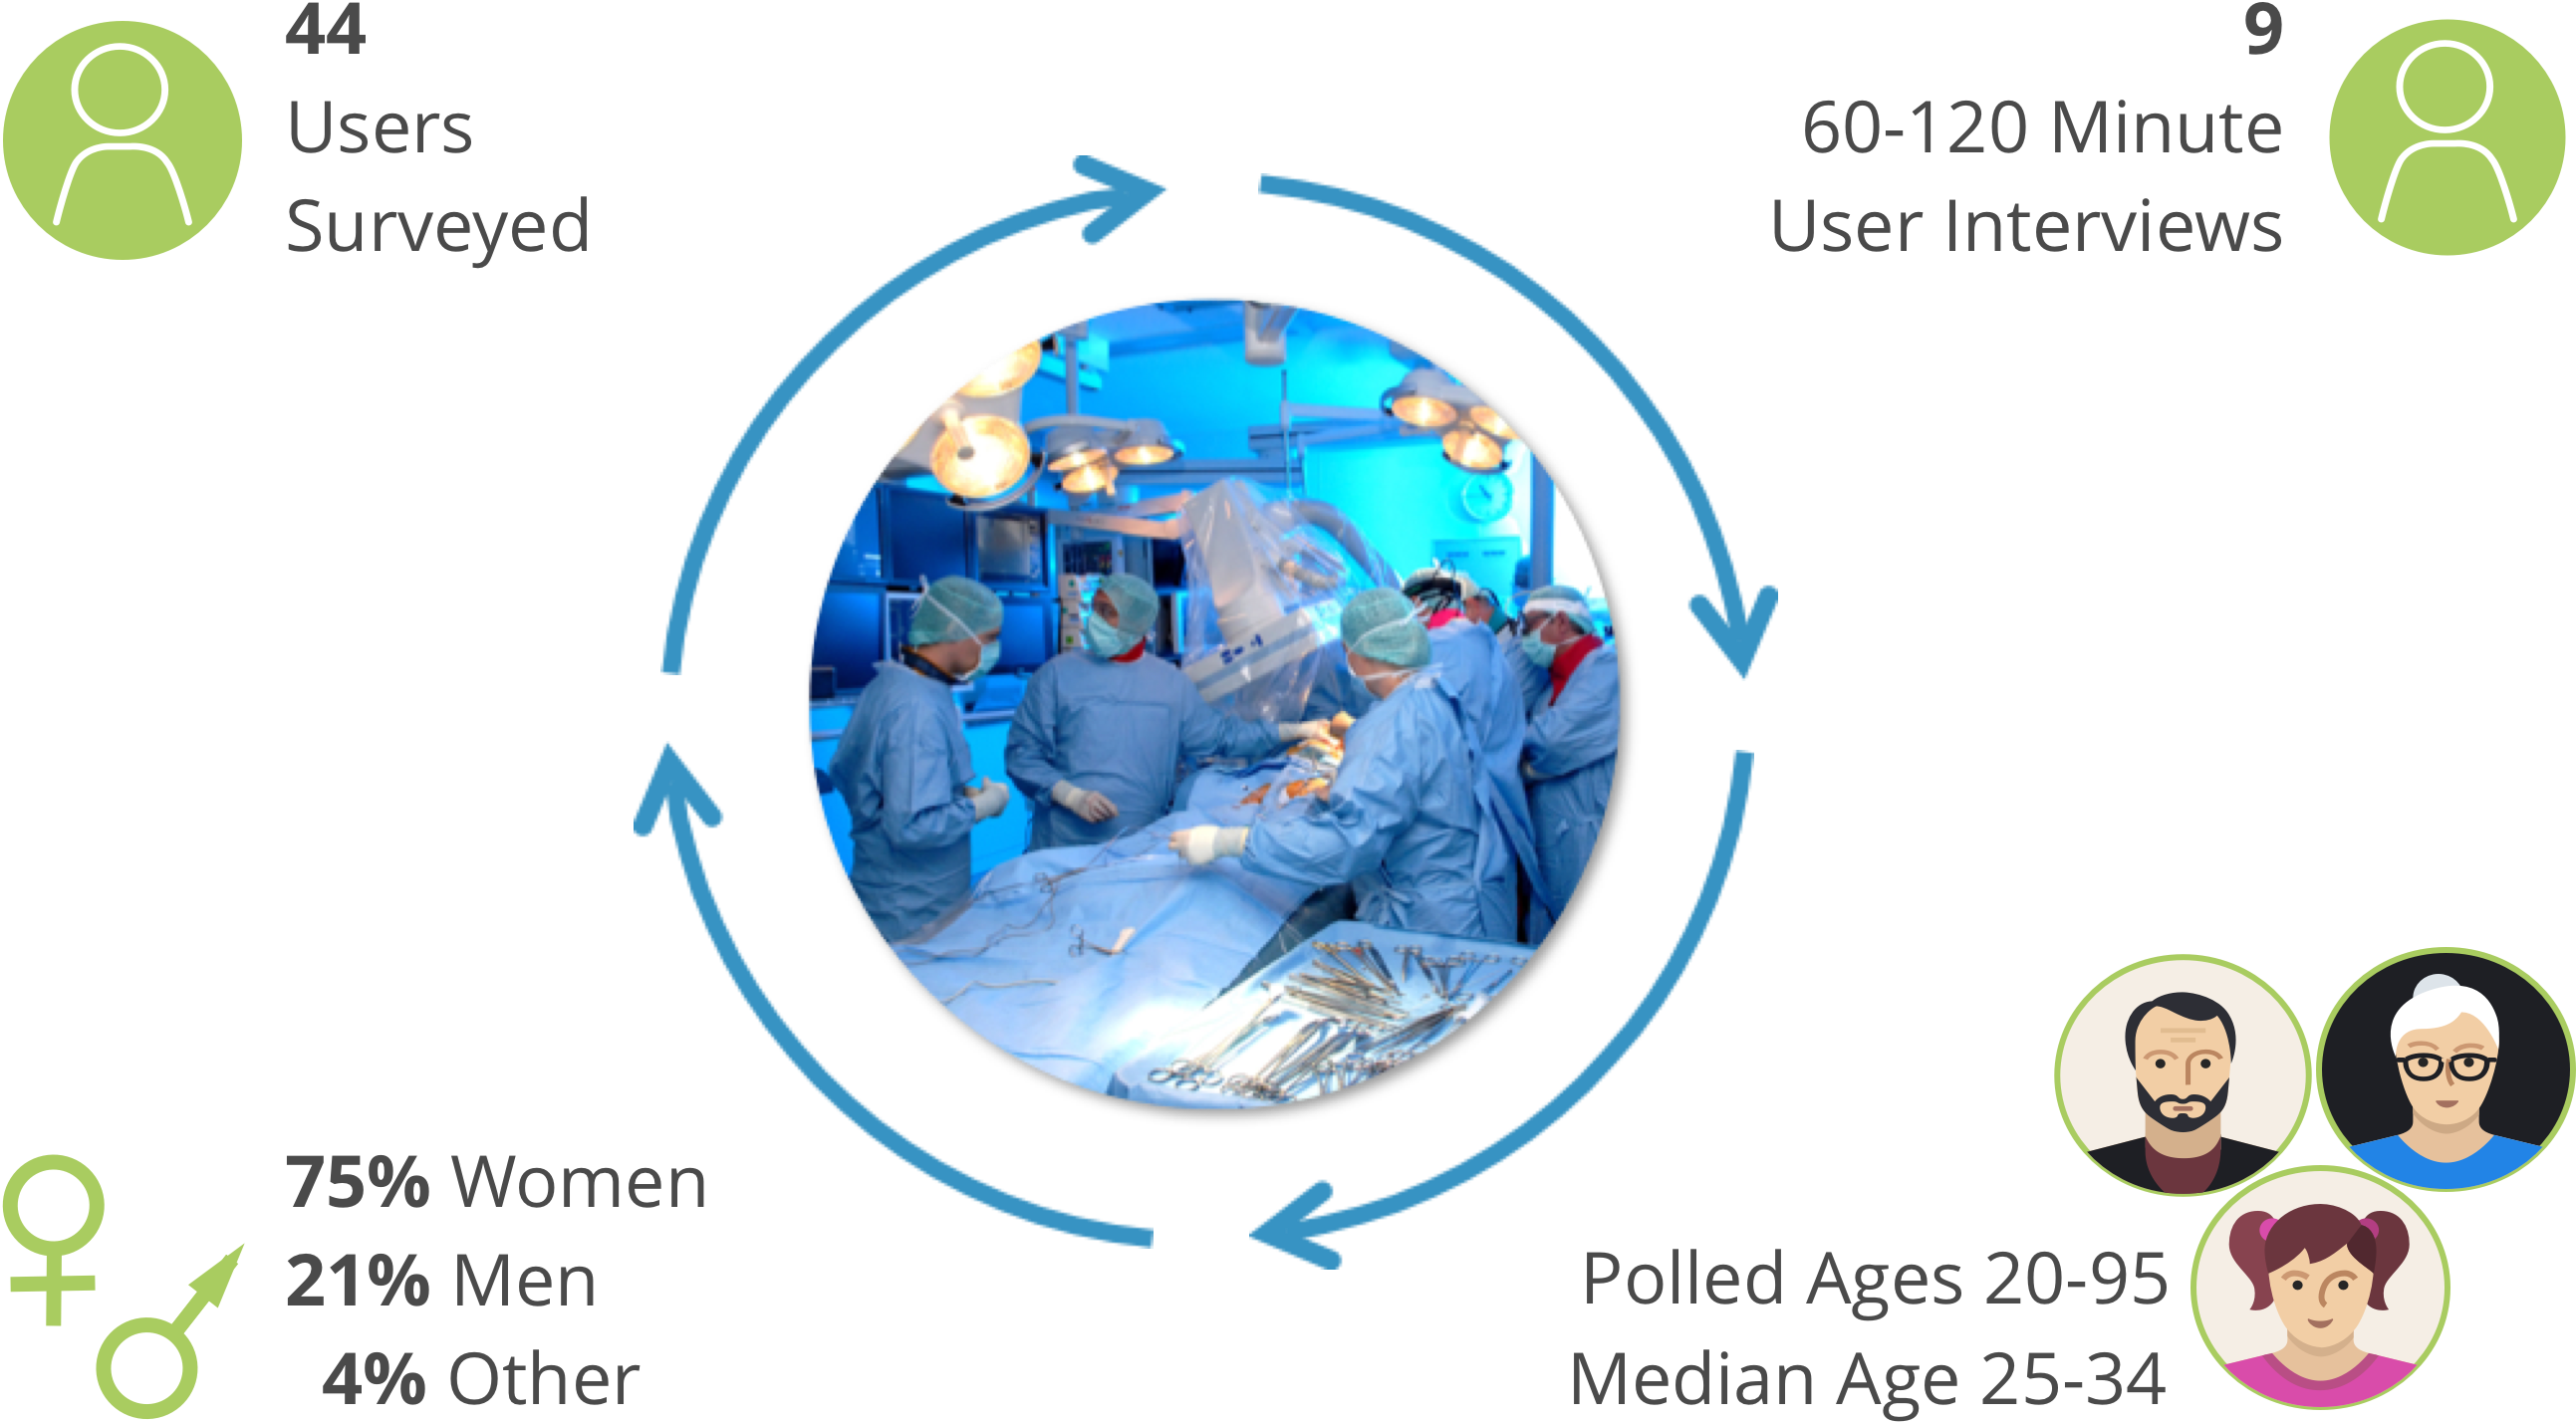 44
Users
Surveyed
9
60-120 Minute
User Interviews
75% Women
21% Men
4% Other
Polled Ages 20-95
Median Age 25-34